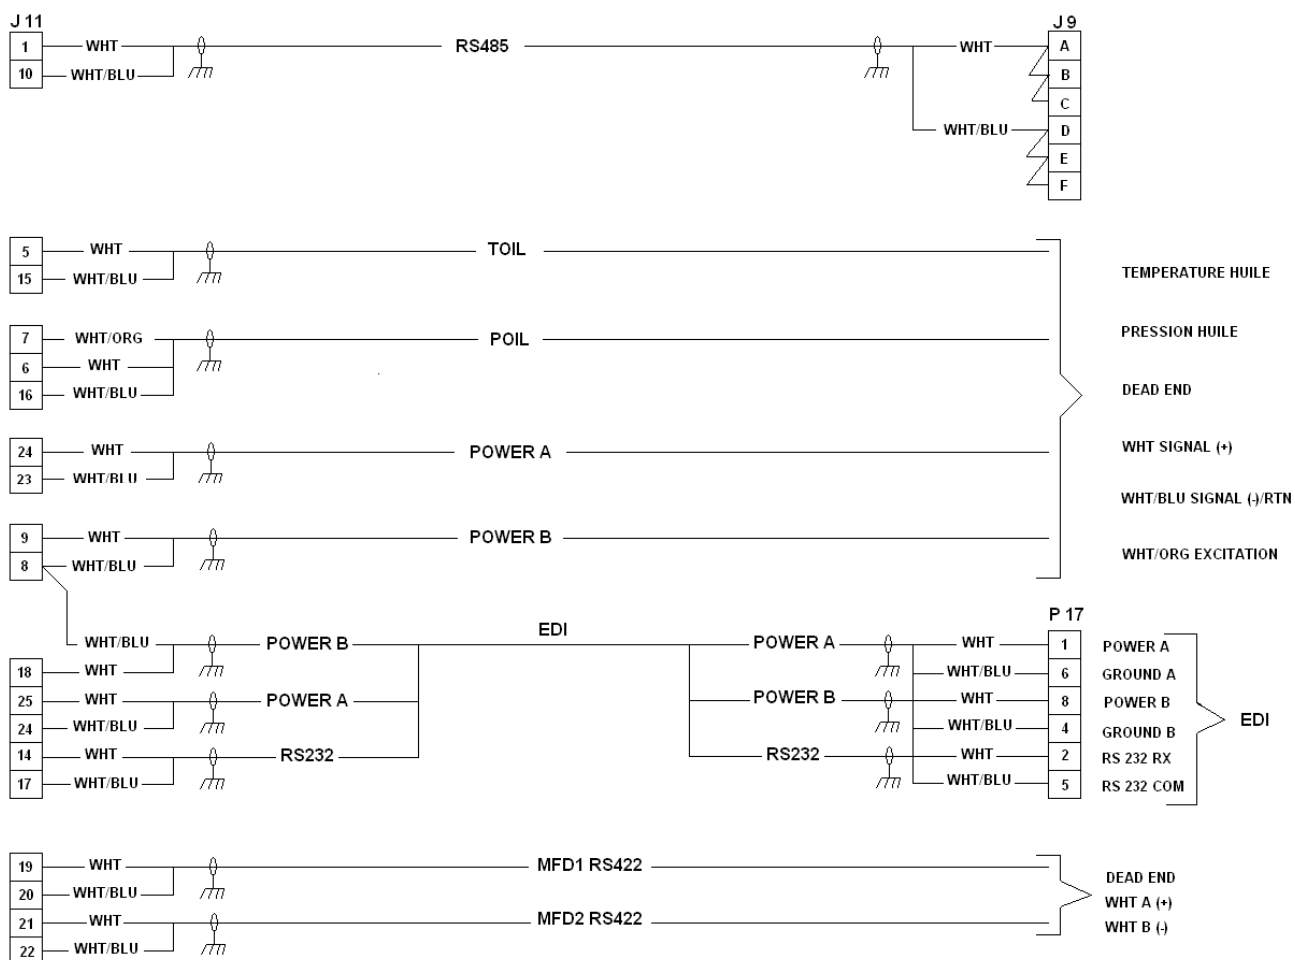 J 11
J 9
1 WHT RS485 WHT A
10 WHT/BLU B
C
WHT/BLU D
E
F
5 WHT TOIL
15 WHT/BLU TEMPERATURE HUILE
7 WHT/ORG POIL PRESSION HUILE
6 WHT
16 WHT/BLU DEAD END
24 WHT POWER A WHT SIGNAL (+)
23 WHT/BLU
WHT/BLU SIGNAL (-)/RTN
9 WHT POWER B
8 WHT/BLU WHT/ORG EXCITATION
P 17
EDI
WHT/BLU POWER B POWER A WHT 1 POWER A
18 WHT WHT/BLU 6 GROUND A
25 WHT POWER A POWER B WHT 8 POWER B
24 WHT/BLU WHT/BLU 4 GROUND B EDI
14 WHT RS232 RS232 WHT 2 RS 232 RX
17 WHT/BLU WHT/BLU 5 RS 232 COM
19 WHT MFD1 RS422
20 WHT/BLU DEAD END
WHT A (+)
21 WHT MFD2 RS422 WHT B (-)
22 WHT/BLU